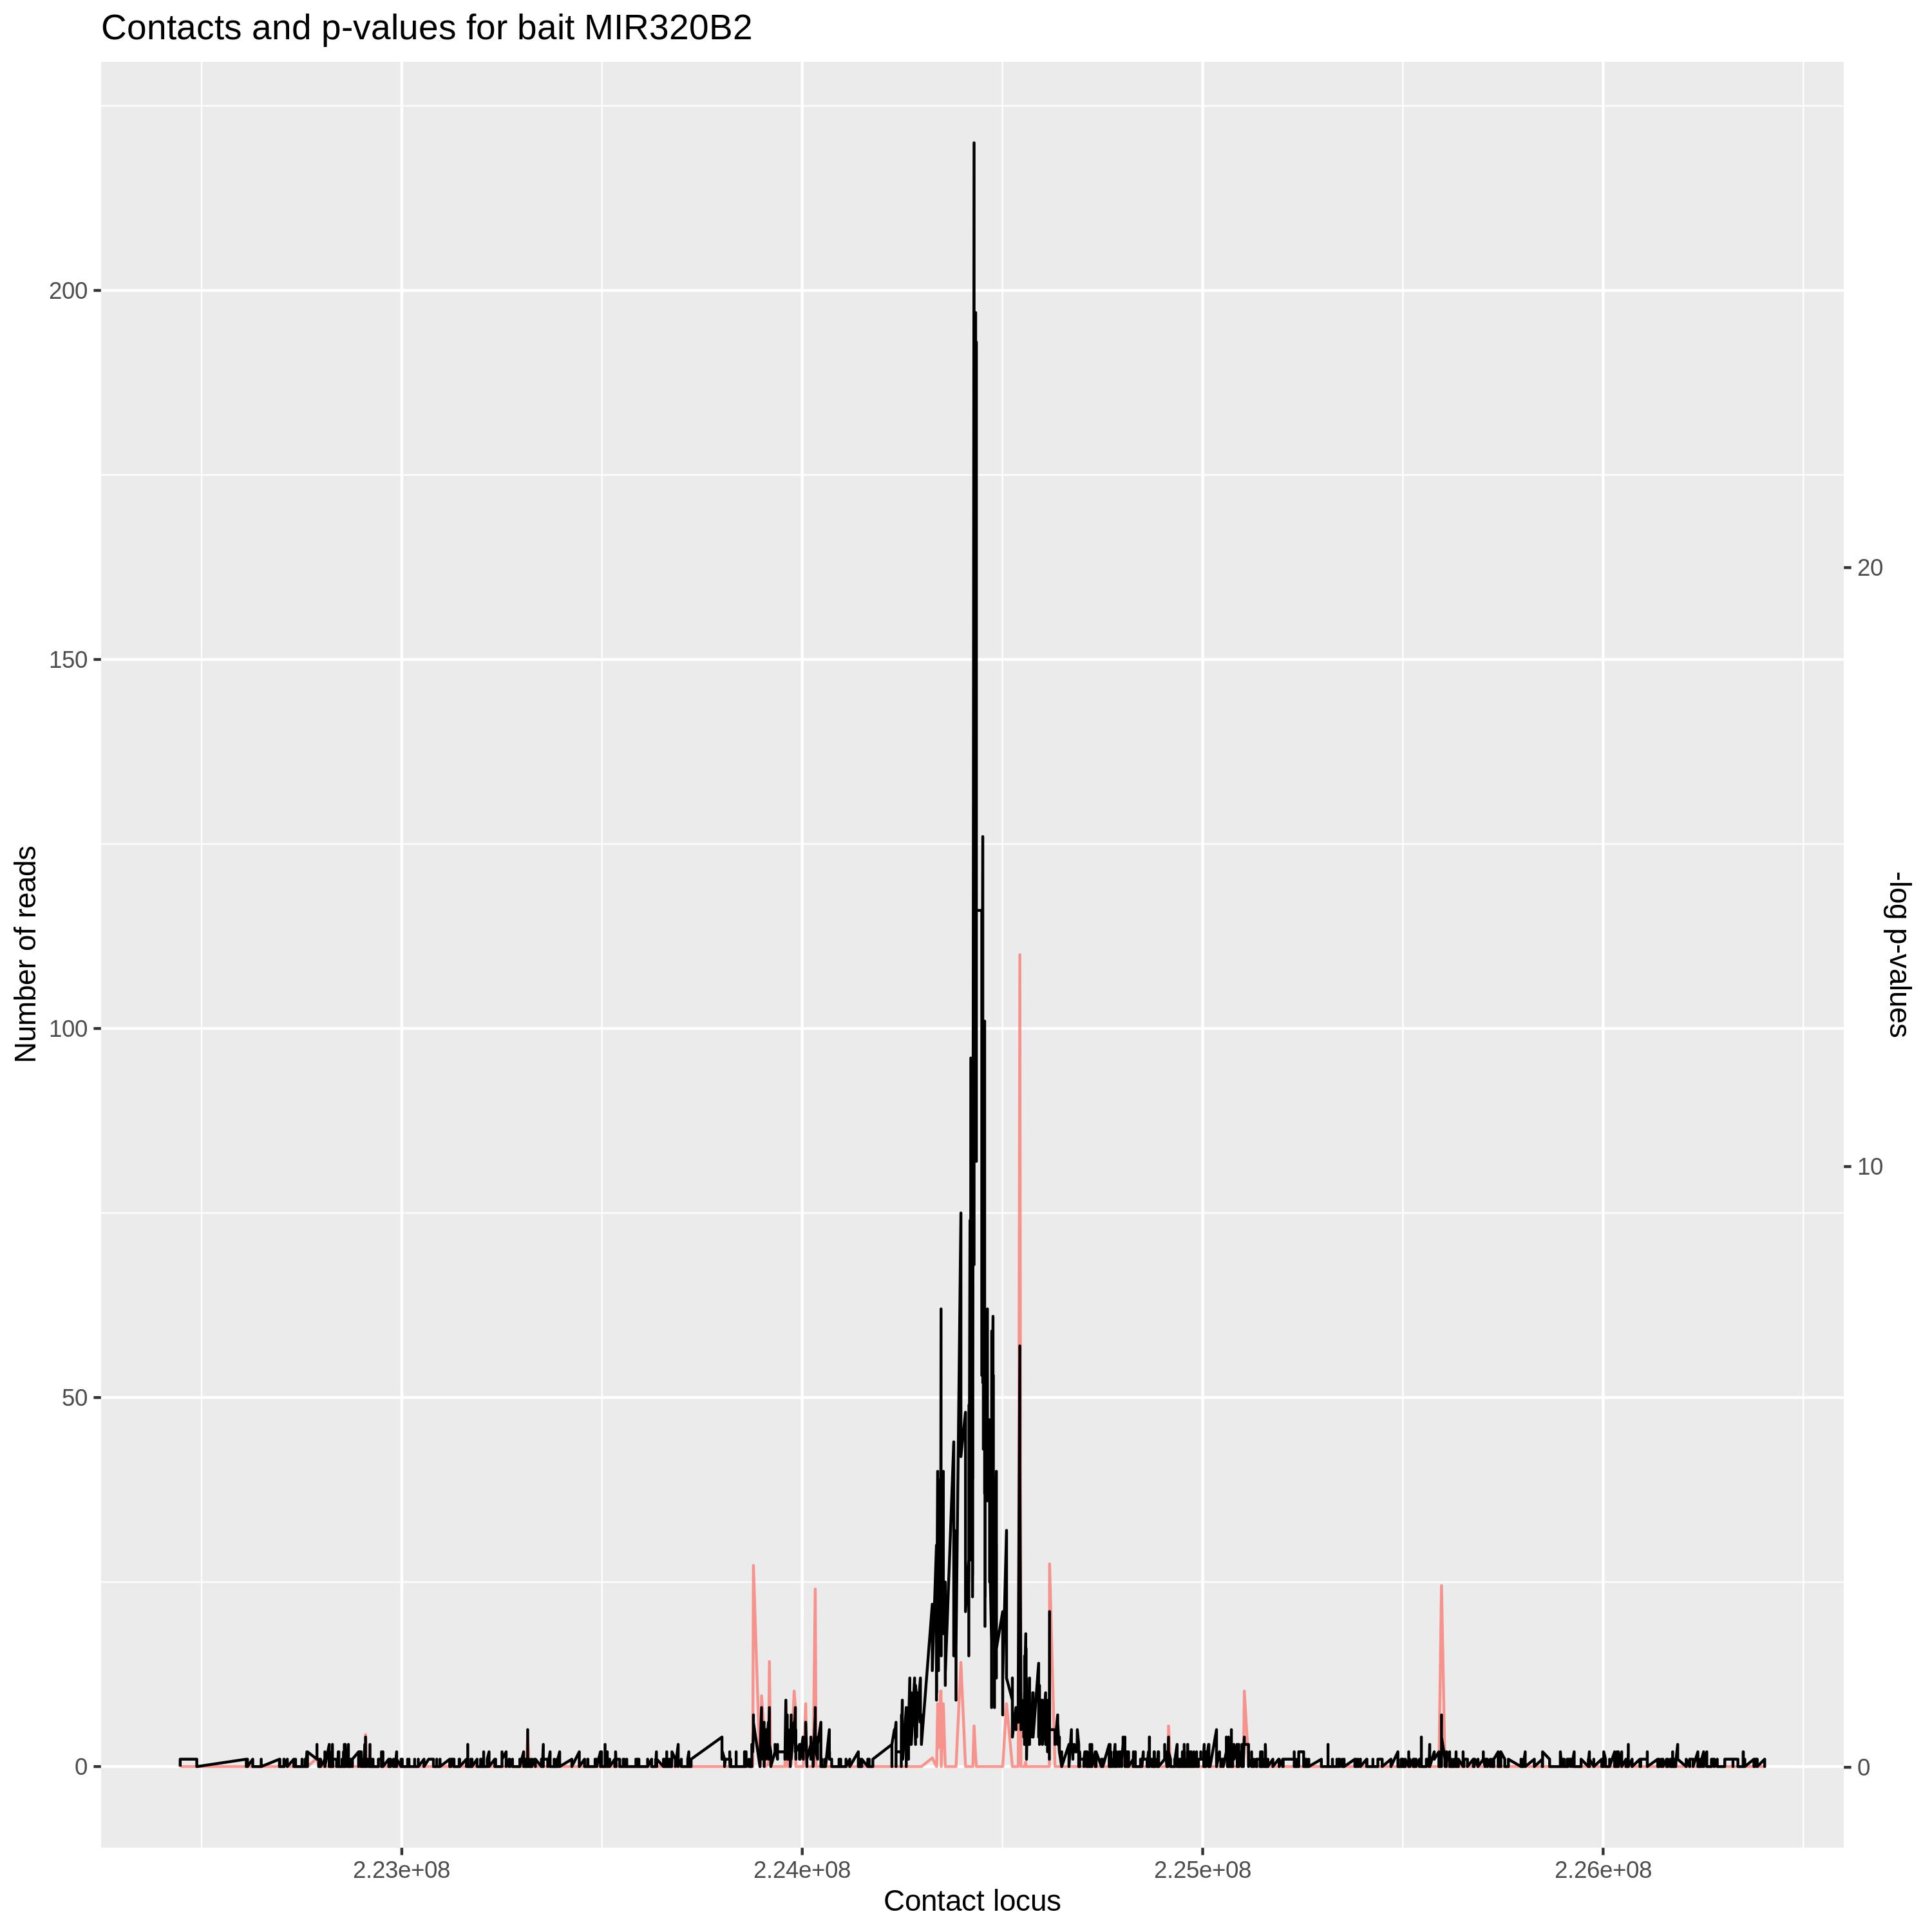 Contacts and p-values for bait MIR320B2
Number of reads
200
150
100
50
0
20
10
0
-log p-values
2.23e+08
2.24e+08
2.25e+08
2.26e+08
Contact locus